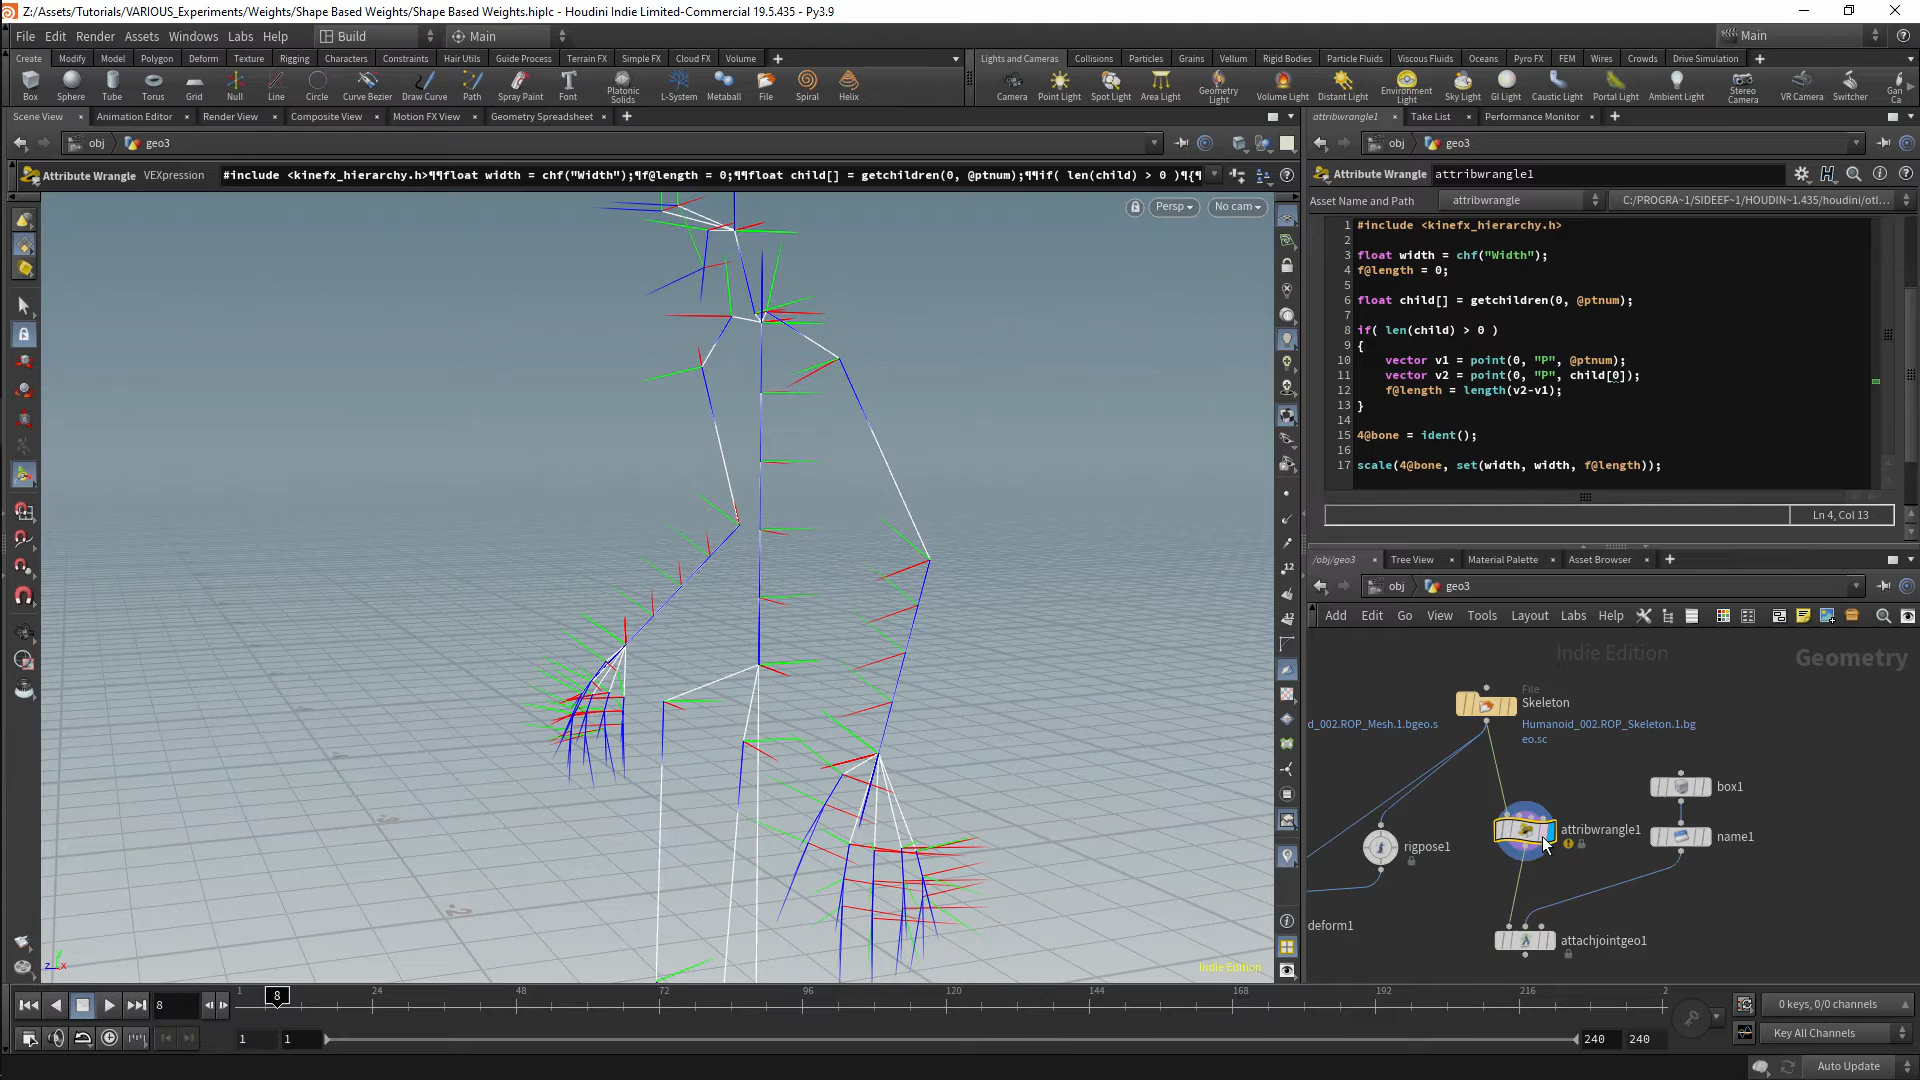 Z:/Assets/Tutorials/VARIOUS_Experiments/Weights/Shape Based Weights/Shape Based Weights.hiplc - Houdini Indie Limited-Commercial 19.5.435 - Py3.9
File Edit Render Assets Windows Labs Help Build Main Main
Create Modify Model Polygon Deform Texture Rigging Characters Constraints Hair Utils Guide Process Terrain FX Simple FX Cloud FX Volume
Lights and Cameras Collisions Particles Grains Vellum Rigid Bodies Particle Fluids Viscous Fluids Oceans Pyro FX FEM Wires Crowds Drive Simulation
Box Sphere Tube Torus Grid Null Line Circle Curve Bezier Draw Curve Path Spray Paint Font Platonic Solids L-System Metaball File Spiral Helix
Camera Point Light Spot Light Area Light Geometry Light Volume Light Distant Light Environment Light Sky Light GI Light Caustic Light Portal Light Ambient Light Stereo Camera VR Camera Switcher Gan Ca
Scene View Animation Editor Render View Composite View Motion FX View Geometry Spreadsheet
obj geo3
Attribute Wrangle VEXpression #include <kinefx_hierarchy.h>¶¶float width = chf("Width");¶f@length = 0;¶¶float child[] = getchildren(0, @ptnum);¶¶if( len(child) > 0 )¶{¶
Persp No cam
Indie Edition
attribwrangle1 Take List Performance Monitor
obj geo3
Attribute Wrangle attribwrangle1
Asset Name and Path attribwrangle C:/PROGRA~1/SIDEEF~1/HOUDIN~1.435/houdini/otl...
1 #include <kinefx_hierarchy.h>
2
3 float width = chf("Width");
4 f@length = 0;
5
6 float child[] = getchildren(0, @ptnum);
7
8 if( len(child) > 0 )
9 {
10 vector v1 = point(0, "P", @ptnum);
11 vector v2 = point(0, "P", child[0]);
12 f@length = length(v2-v1);
13 }
14
15 4@bone = ident();
16
17 scale(4@bone, set(width, width, f@length));
Ln 4, Col 13
/obj/geo3 Tree View Material Palette Asset Browser
obj geo3
Add Edit Go View Tools Layout Labs Help
Indie Edition
Geometry
File
Skeleton
d_002.ROP_Mesh.1.bgeo.s
Humanoid_002.ROP_Skeleton.1.bg
eo.sc
box1
attribwrangle1
name1
rigpose1
deform1
attachjointgeo1
8 1 8 24 48 72 96 120 144 168 192 216 2
0 keys, 0/0 channels
1 1 240 240
Key All Channels
Auto Update